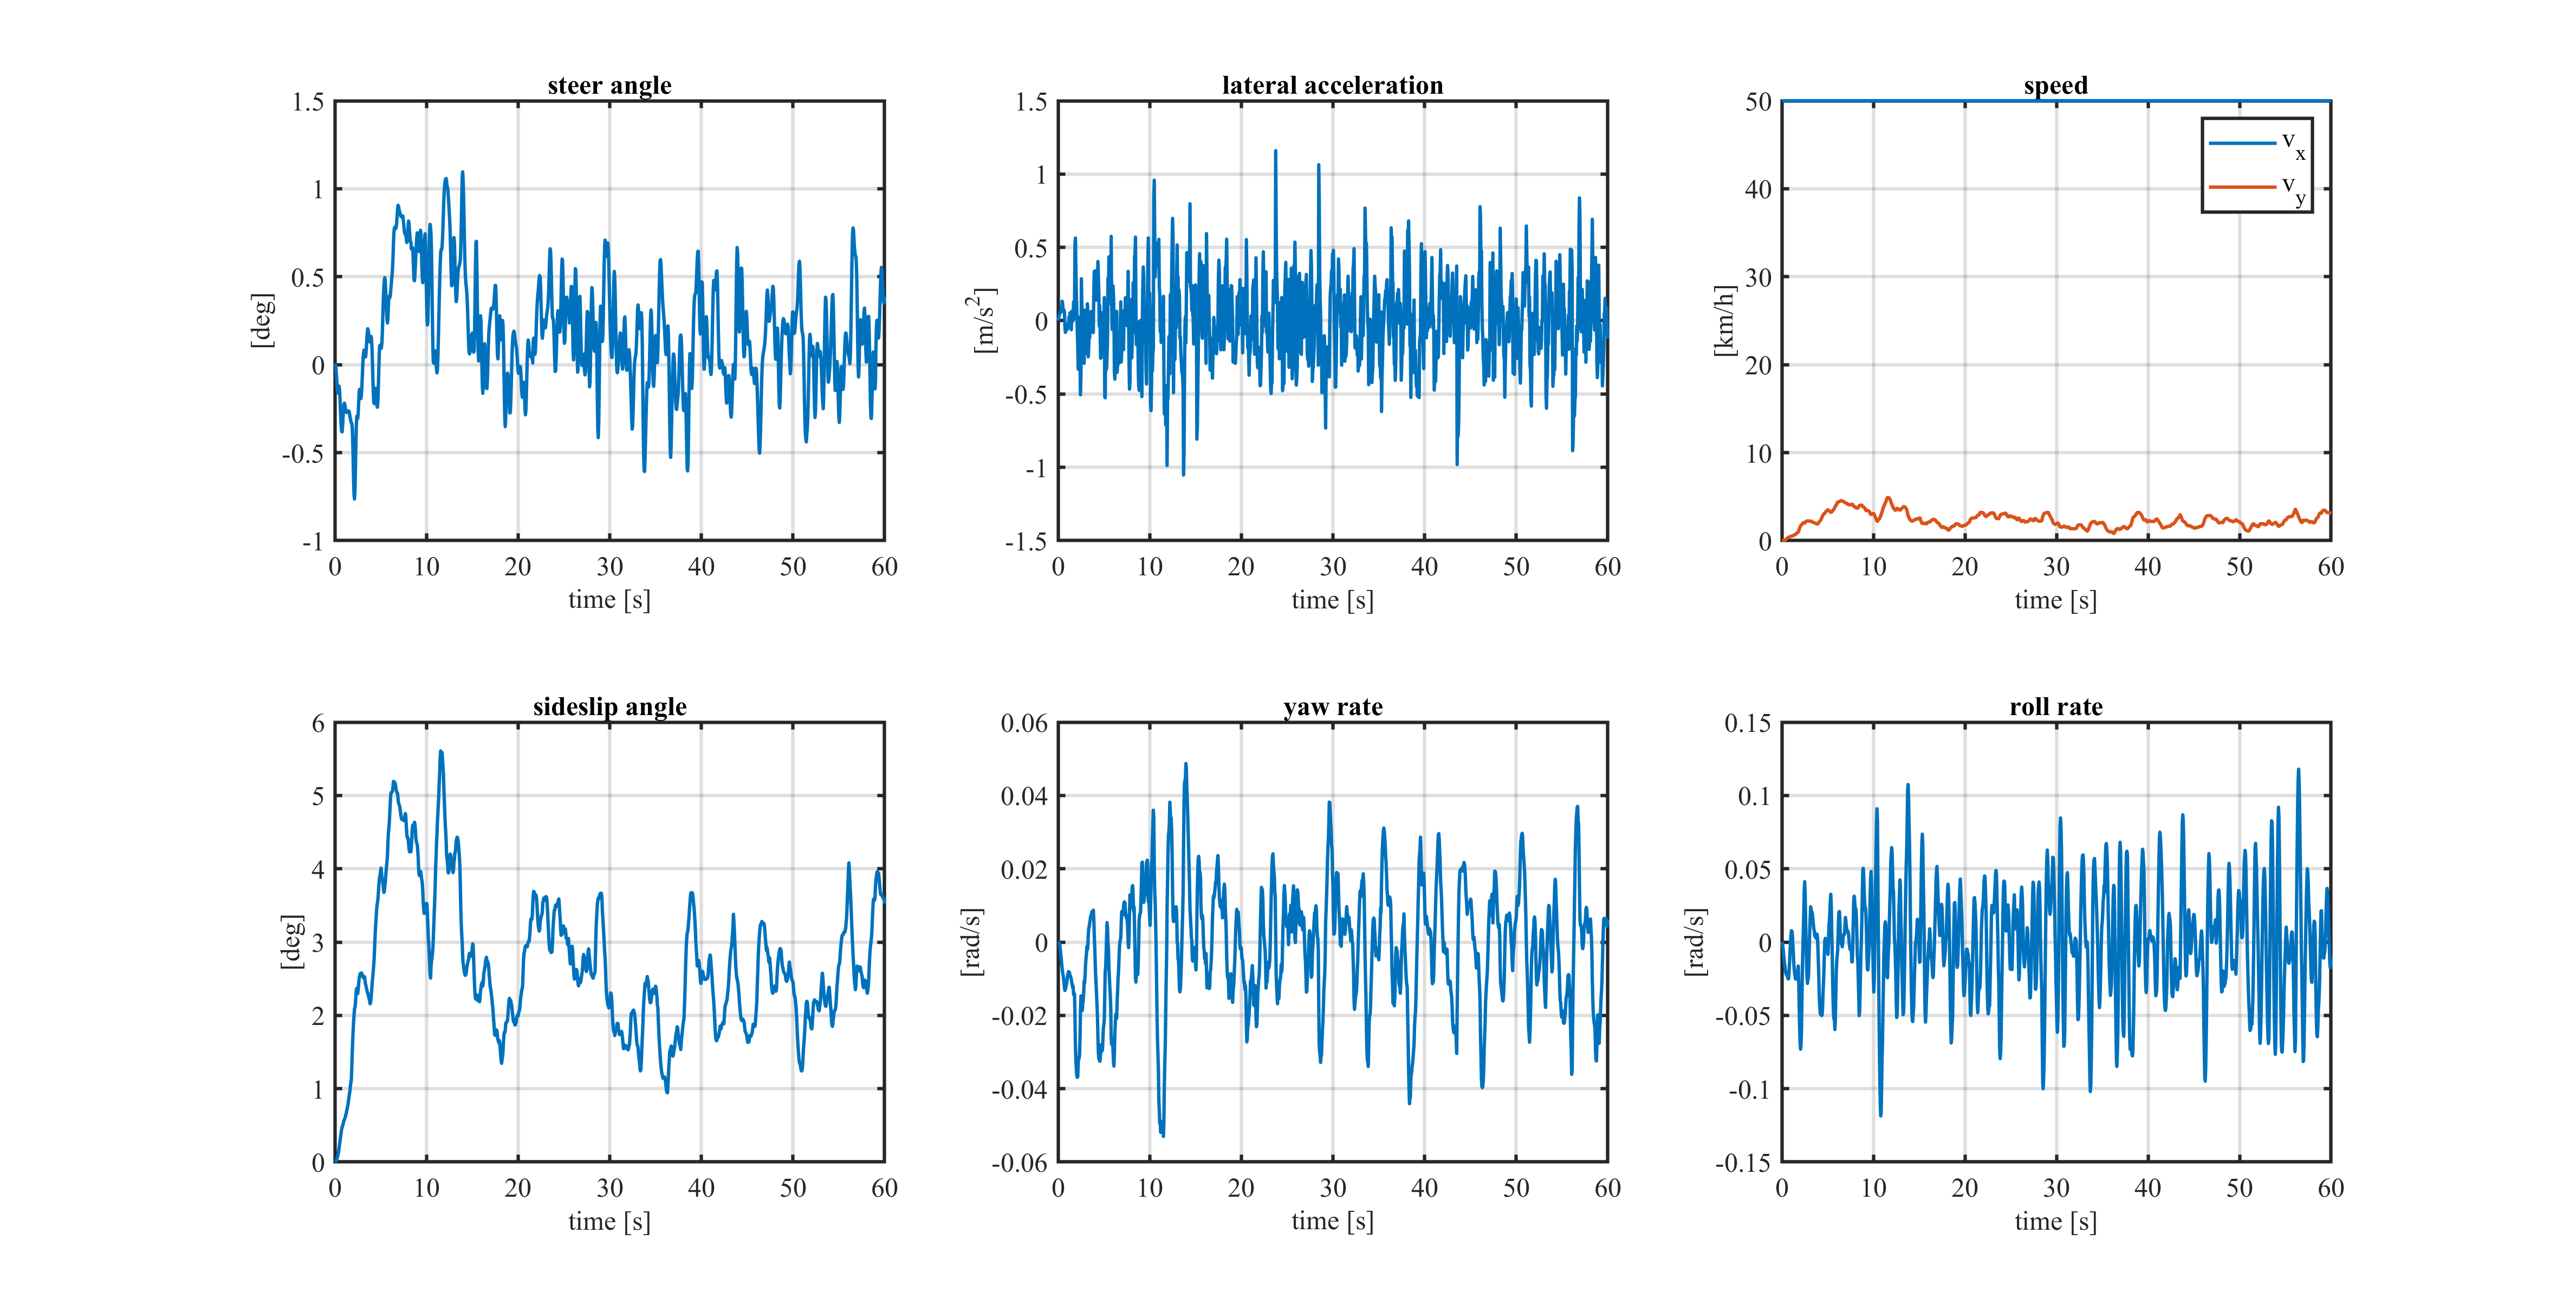 steer angle
1.5
1
0.5
0
-0.5
-1
[deg]
0 10 20 30 40 50 60
time [s]
lateral acceleration
1.5
1
0.5
0
-0.5
-1
-1.5
[m/s²]
0 10 20 30 40 50 60
time [s]
speed
50
40
30
20
10
0
[km/h]
v_x
v_y
0 10 20 30 40 50 60
time [s]
sideslip angle
6
5
4
3
2
1
0
[deg]
0 10 20 30 40 50 60
time [s]
yaw rate
0.06
0.04
0.02
0
-0.02
-0.04
-0.06
[rad/s]
0 10 20 30 40 50 60
time [s]
roll rate
0.15
0.1
0.05
0
-0.05
-0.1
-0.15
[rad/s]
0 10 20 30 40 50 60
time [s]